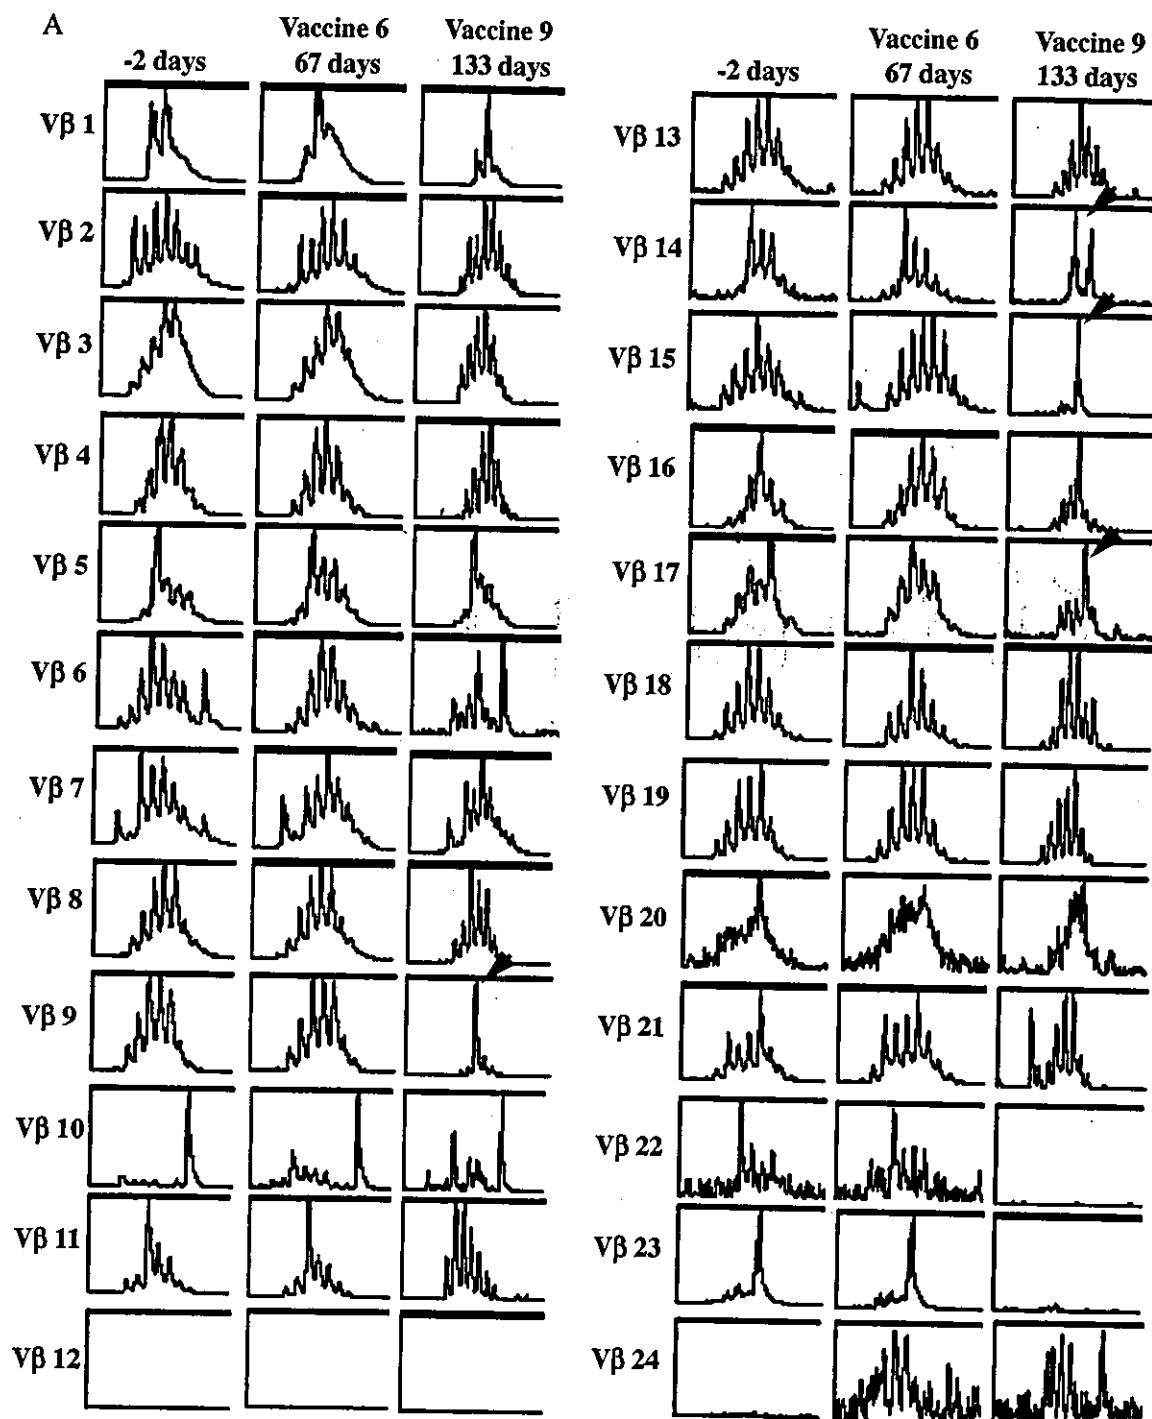 A
-2 days
Vaccine 6
67 days
Vaccine 9
133 days
Vβ 1
Vβ 2
Vβ 3
Vβ 4
Vβ 5
Vβ 6
Vβ 7
Vβ 8
Vβ 9
Vβ 10
Vβ 11
Vβ 12
-2 days
Vaccine 6
67 days
Vaccine 9
133 days
Vβ 13
Vβ 14
Vβ 15
Vβ 16
Vβ 17
Vβ 18
Vβ 19
Vβ 20
Vβ 21
Vβ 22
Vβ 23
Vβ 24